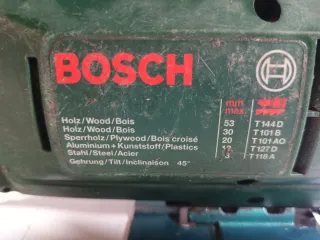 BOSCH
mm
max.
Holz/Wood/Bois 53 T144D
Holz/Wood/Bois 30 T101B
Sperrholz/Plywood/Bois croisé 20 T101AO
Aluminium+Kunststoff/Plastics 12 T127D
Stahl/Steel/Acier 3 T118A
Gehrung/Tilt/Inclinaison 45°